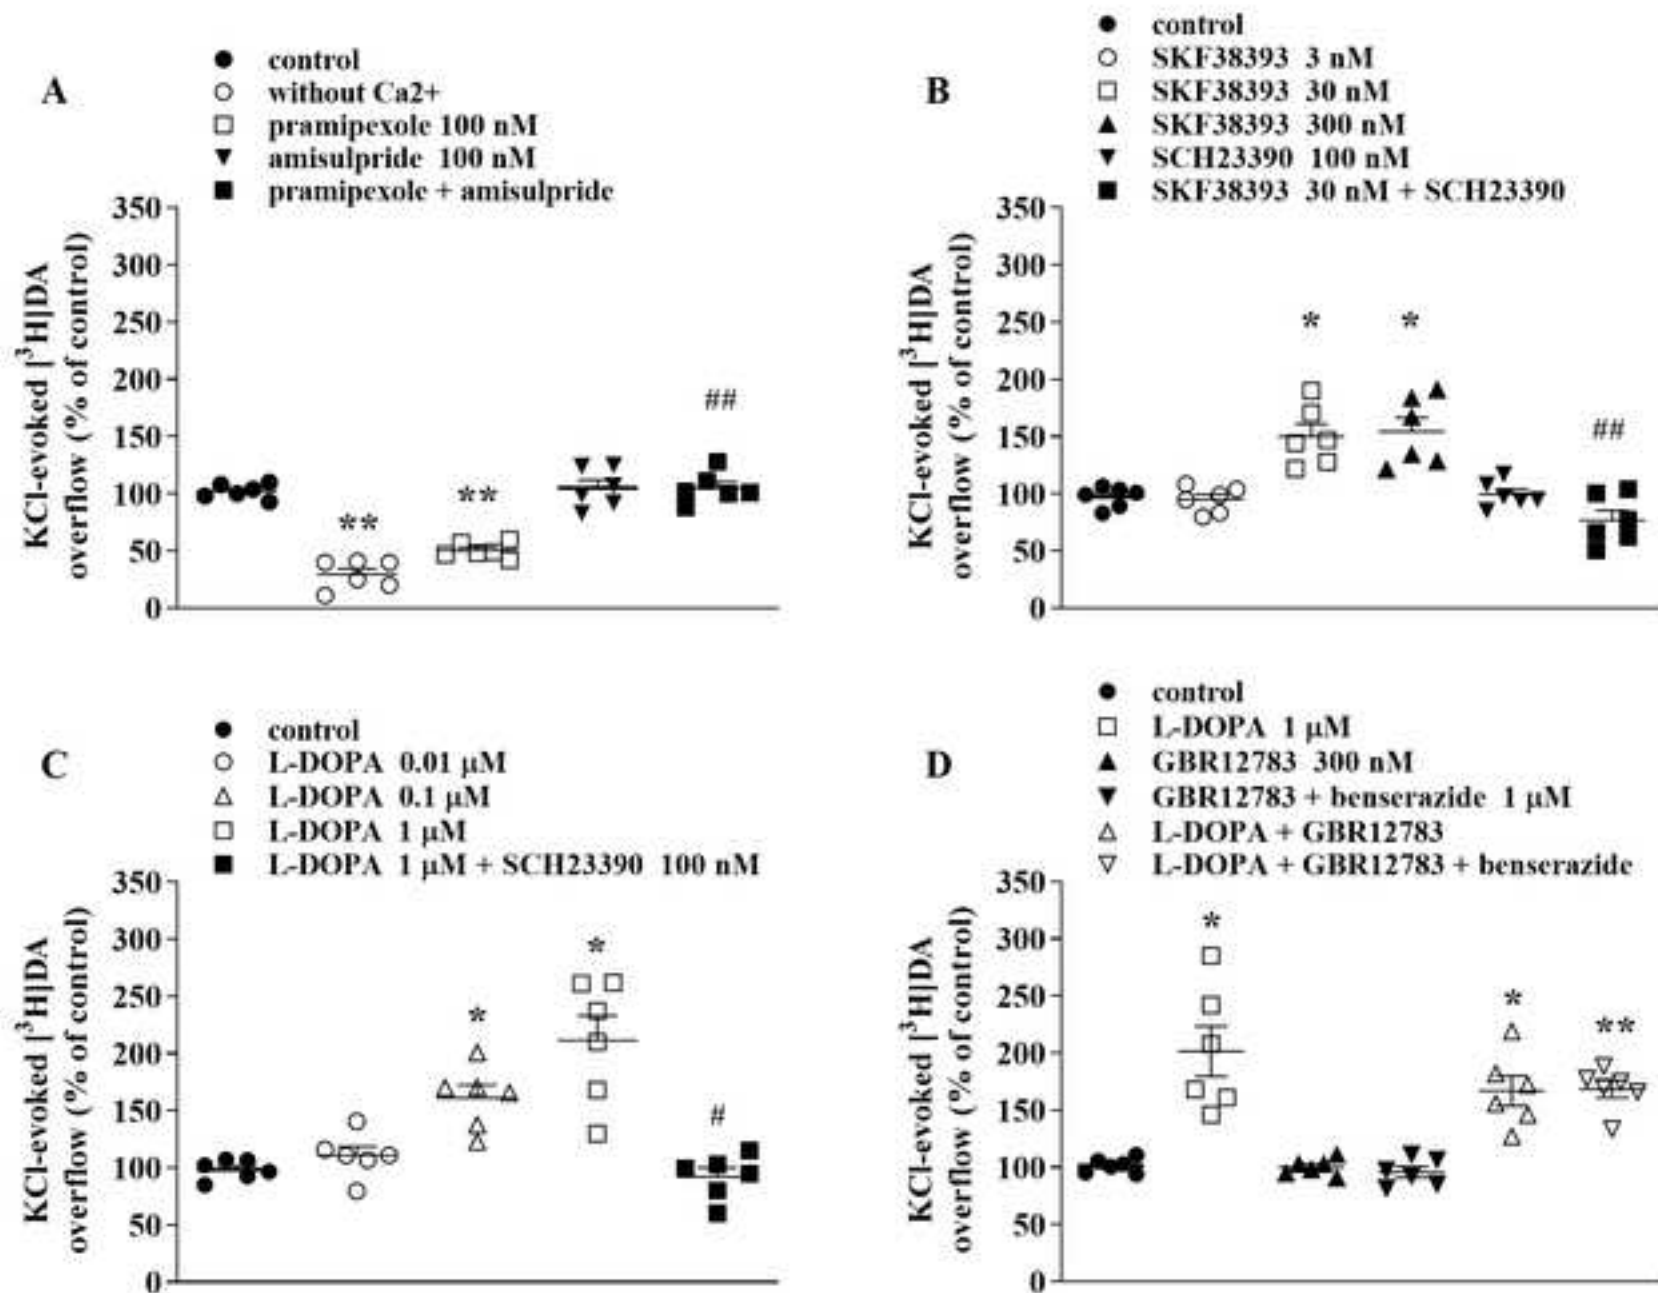 A
control
without Ca2+
pramipexole 100 nM
amisulpride 100 nM
pramipexole + amisulpride
KCl-evoked [³H]DA
overflow (% of control)
350
300
250
200
150
100
50
0
**
**
##
B
control
SKF38393 3 nM
SKF38393 30 nM
SKF38393 300 nM
SCH23390 100 nM
SKF38393 30 nM + SCH23390
KCl-evoked [³H]DA
overflow (% of control)
350
300
250
200
150
100
50
0
*
*
##
C
control
L-DOPA 0.01 µM
L-DOPA 0.1 µM
L-DOPA 1 µM
L-DOPA 1 µM + SCH23390 100 nM
KCl-evoked [³H]DA
overflow (% of control)
350
300
250
200
150
100
50
0
*
*
#
D
control
L-DOPA 1 µM
GBR12783 300 nM
GBR12783 + benserazide 1 µM
L-DOPA + GBR12783
L-DOPA + GBR12783 + benserazide
KCl-evoked [³H]DA
overflow (% of control)
350
300
250
200
150
100
50
0
*
*
**